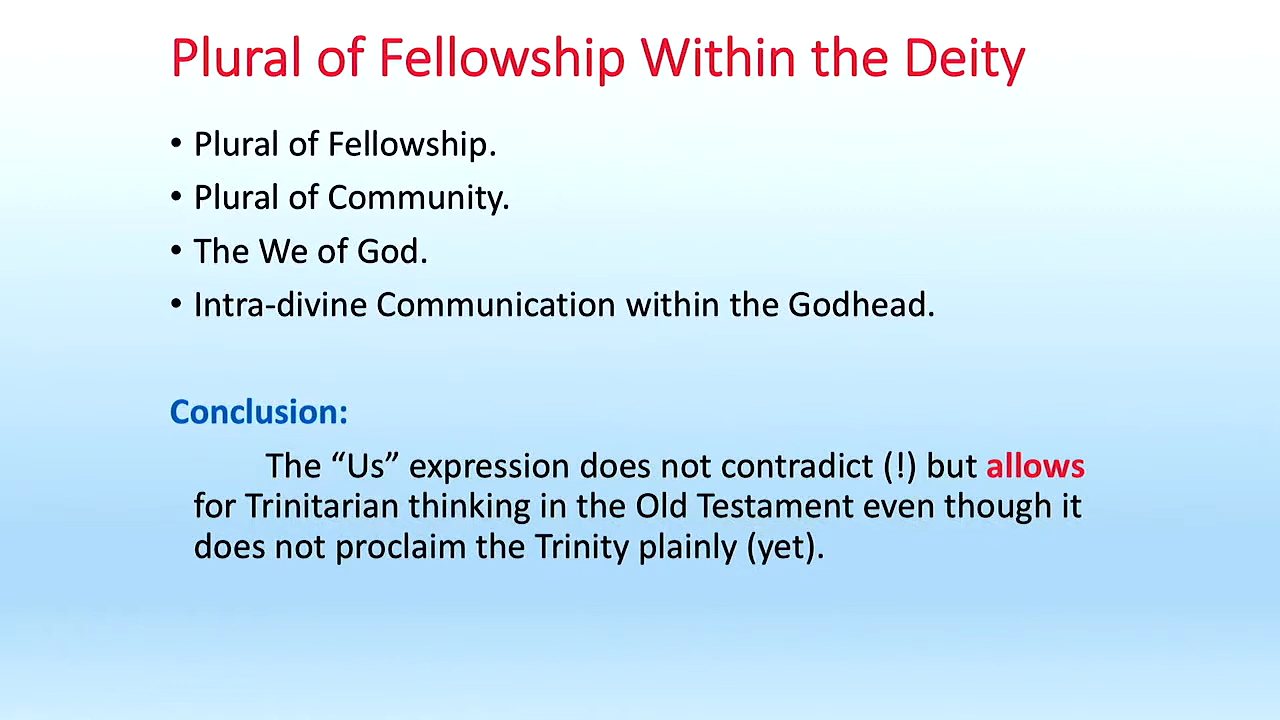 Plural of Fellowship Within the Deity
• Plural of Fellowship.
• Plural of Community.
• The We of God.
• Intra-divine Communication within the Godhead.
Conclusion:
The “Us” expression does not contradict (!) but allows
for Trinitarian thinking in the Old Testament even though it
does not proclaim the Trinity plainly (yet).